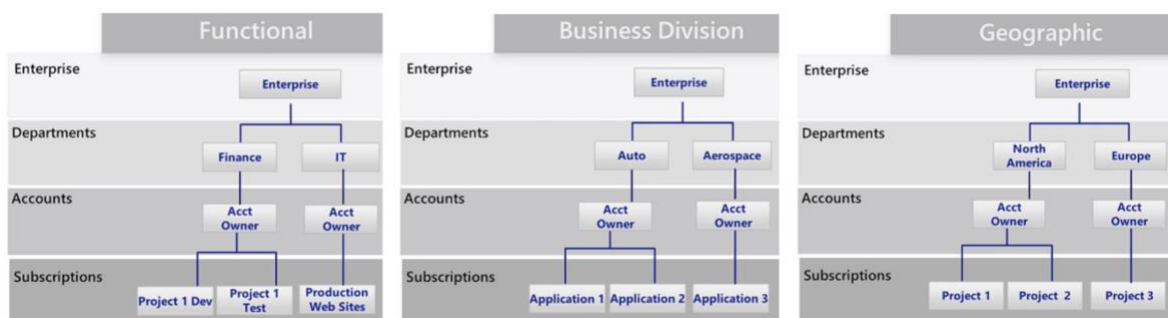 Functional
Enterprise
Enterprise
Departments
Finance
IT
Accounts
Acct
Owner
Acct
Owner
Subscriptions
Project 1 Dev
Project 1
Test
Production
Web Sites
Business Division
Enterprise
Enterprise
Departments
Auto
Aerospace
Accounts
Acct
Owner
Acct
Owner
Subscriptions
Application 1
Application 2
Application 3
Geographic
Enterprise
Enterprise
Departments
North
America
Europe
Accounts
Acct
Owner
Acct
Owner
Subscriptions
Project 1
Project 2
Project 3